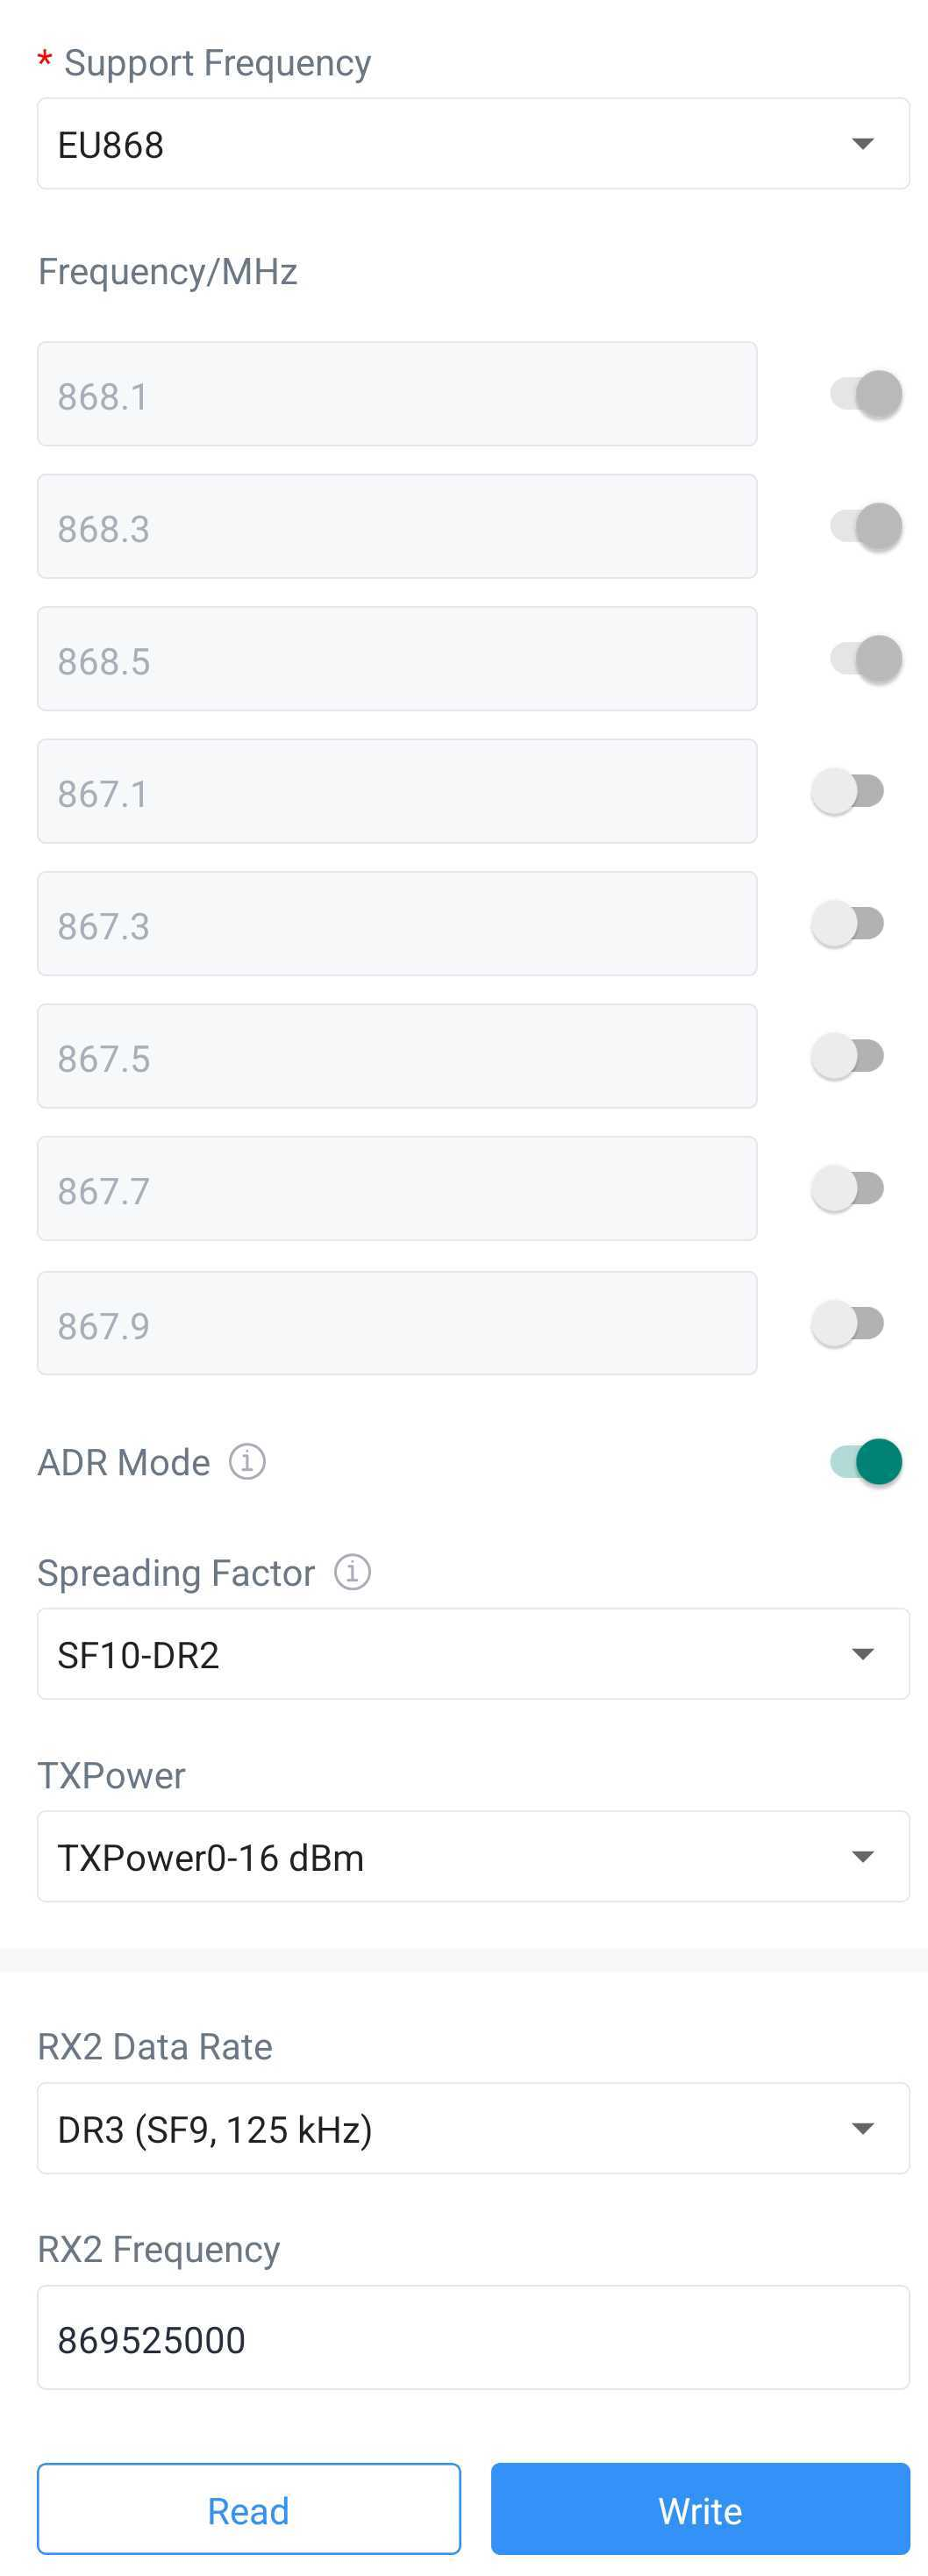 * Support Frequency
EU868
Frequency/MHz
868.1
868.3
868.5
867.1
867.3
867.5
867.7
867.9
ADR Mode
Spreading Factor
SF10-DR2
TXPower
TXPower0-16 dBm
RX2 Data Rate
DR3 (SF9, 125 kHz)
RX2 Frequency
869525000
Read Write